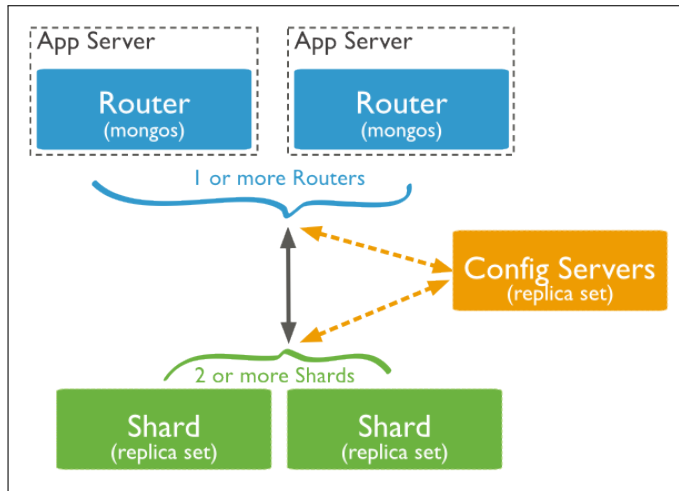 App Server
App Server
Router
(mongos)
Router
(mongos)
1 or more Routers
Config Servers
(replica set)
2 or more Shards
Shard
(replica set)
Shard
(replica set)